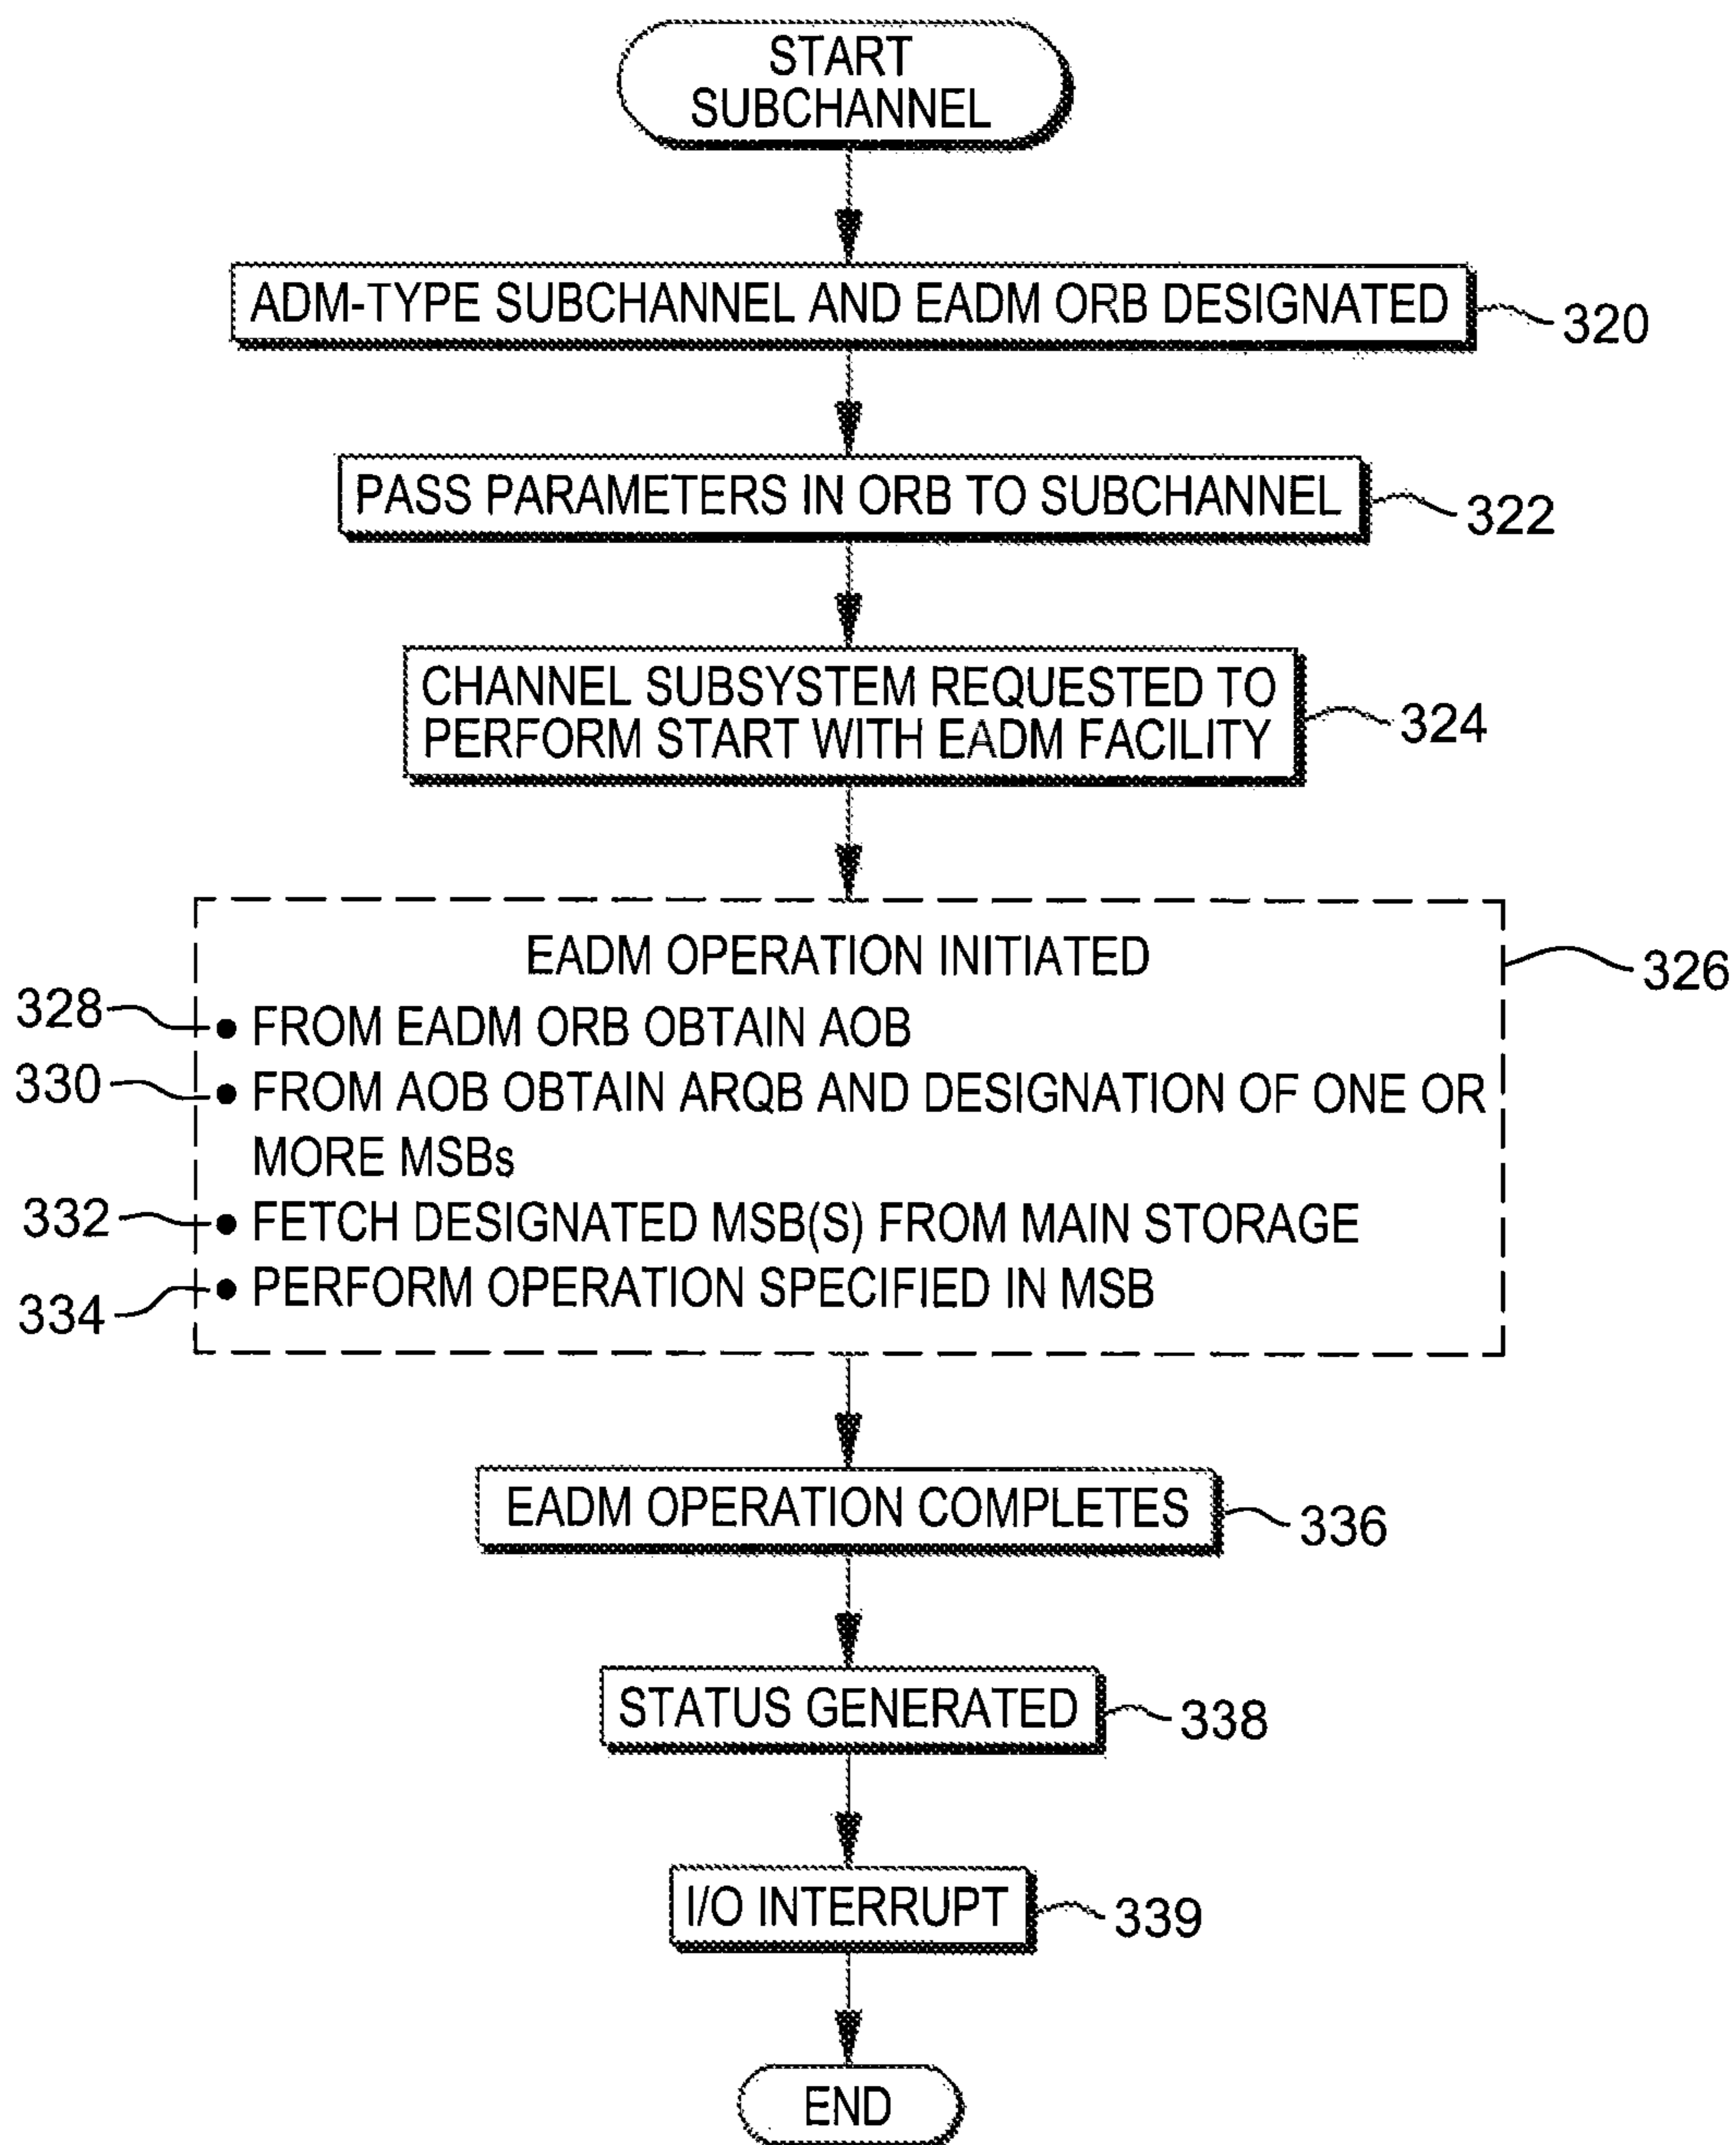 START
SUBCHANNEL
ADM-TYPE SUBCHANNEL AND EADM ORB DESIGNATED
320
PASS PARAMETERS IN ORB TO SUBCHANNEL
322
CHANNEL SUBSYSTEM REQUESTED TO
PERFORM START WITH EADM FACILITY
324
EADM OPERATION INITIATED
326
328
• FROM EADM ORB OBTAIN AOB
330
• FROM AOB OBTAIN ARQB AND DESIGNATION OF ONE OR
MORE MSBs
332
• FETCH DESIGNATED MSB(S) FROM MAIN STORAGE
334
• PERFORM OPERATION SPECIFIED IN MSB
EADM OPERATION COMPLETES
336
STATUS GENERATED
338
I/O INTERRUPT
339
END